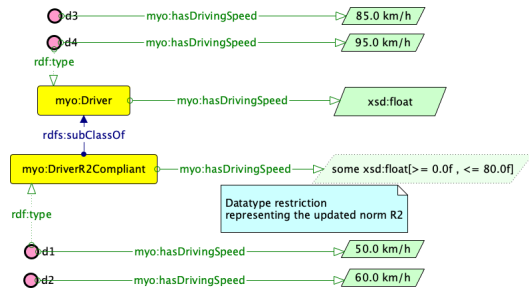 d3 myo:hasDrivingSpeed 85.0 km/h
d4 myo:hasDrivingSpeed 95.0 km/h
rdf:type
myo:Driver myo:hasDrivingSpeed xsd:float
rdfs:subClassOf
myo:DriverR2Compliant myo:hasDrivingSpeed some xsd:float[>= 0.0f , <= 80.0f]
Datatype restriction
representing the updated norm R2
rdf:type
d1 myo:hasDrivingSpeed 50.0 km/h
d2 myo:hasDrivingSpeed 60.0 km/h